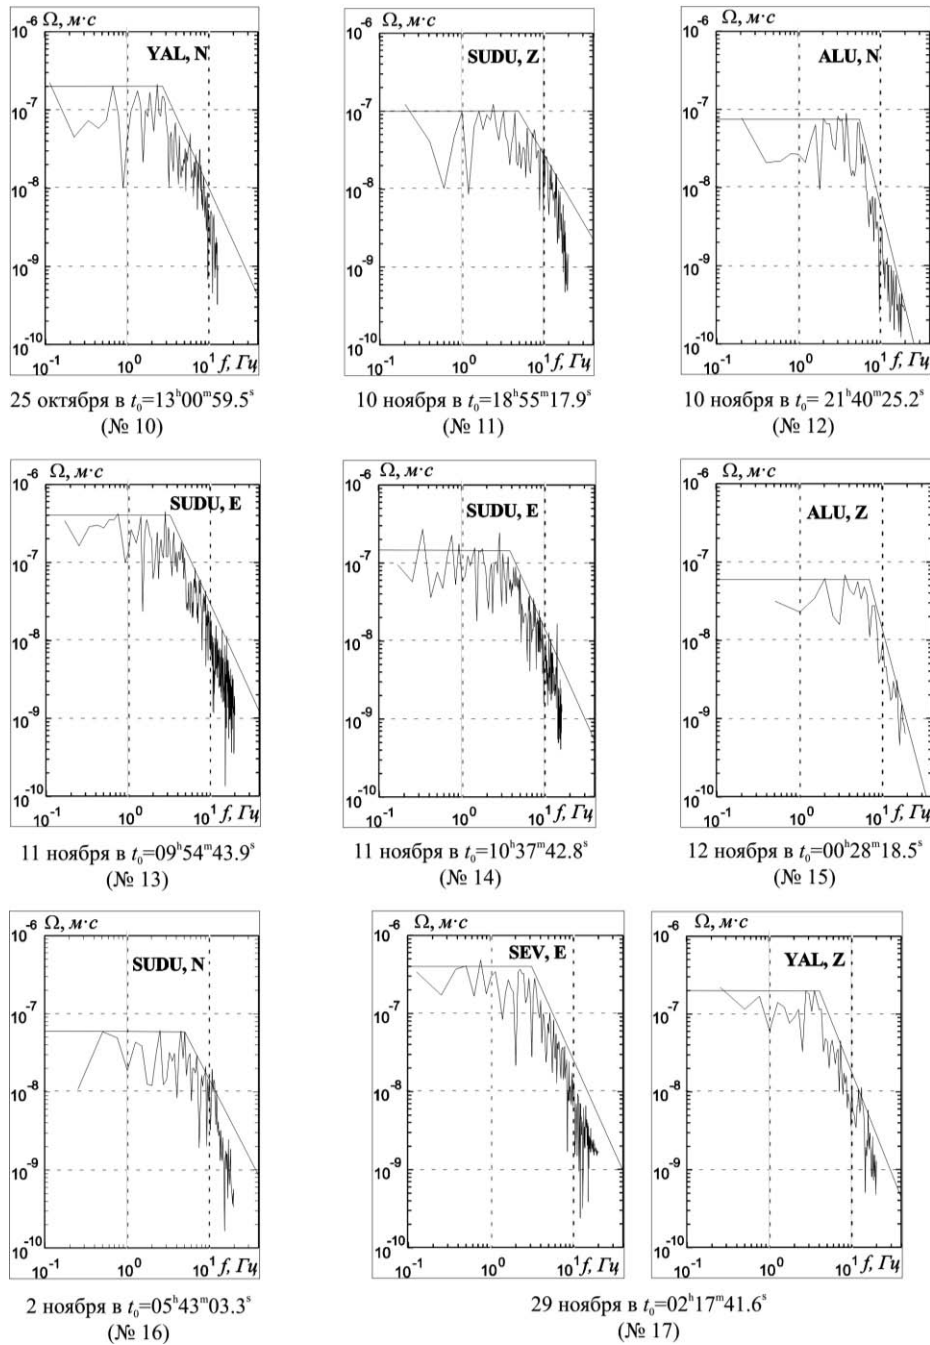 10⁻⁶ Ω, м·с
YAL, N
10⁻⁷
10⁻⁸
10⁻⁹
10⁻¹⁰
10⁻¹ 10⁰ 10¹ f, Гц
25 октября в t₀=13ʰ00ᵐ59.5ˢ
(№ 10)
10⁻⁶ Ω, м·с
SUDU, Z
10⁻⁷
10⁻⁸
10⁻⁹
10⁻¹⁰
10⁻¹ 10⁰ 10¹ f, Гц
10 ноября в t₀=18ʰ55ᵐ17.9ˢ
(№ 11)
10⁻⁶ Ω, м·с
ALU, N
10⁻⁷
10⁻⁸
10⁻⁹
10⁻¹⁰
10⁻¹ 10⁰ 10¹ f, Гц
10 ноября в t₀= 21ʰ40ᵐ25.2ˢ
(№ 12)
10⁻⁶ Ω, м·с
SUDU, E
10⁻⁷
10⁻⁸
10⁻⁹
10⁻¹⁰
10⁻¹ 10⁰ 10¹ f, Гц
11 ноября в t₀=09ʰ54ᵐ43.9ˢ
(№ 13)
10⁻⁶ Ω, м·с
SUDU, E
10⁻⁷
10⁻⁸
10⁻⁹
10⁻¹⁰
10⁻¹ 10⁰ 10¹ f, Гц
11 ноября в t₀=10ʰ37ᵐ42.8ˢ
(№ 14)
10⁻⁶ Ω, м·с
ALU, Z
10⁻⁷
10⁻⁸
10⁻⁹
10⁻¹⁰
10⁻¹ 10⁰ 10¹ f, Гц
12 ноября в t₀=00ʰ28ᵐ18.5ˢ
(№ 15)
10⁻⁶ Ω, м·с
SUDU, N
10⁻⁷
10⁻⁸
10⁻⁹
10⁻¹⁰
10⁻¹ 10⁰ 10¹ f, Гц
2 ноября в t₀=05ʰ43ᵐ03.3ˢ
(№ 16)
10⁻⁶ Ω, м·с
SEV, E
10⁻⁷
10⁻⁸
10⁻⁹
10⁻¹⁰
10⁻¹ 10⁰ 10¹ f, Гц
10⁻⁶ Ω, м·с
YAL, Z
10⁻⁷
10⁻⁸
10⁻⁹
10⁻¹⁰
10⁻¹ 10⁰ 10¹ f, Гц
29 ноября в t₀=02ʰ17ᵐ41.6ˢ
(№ 17)